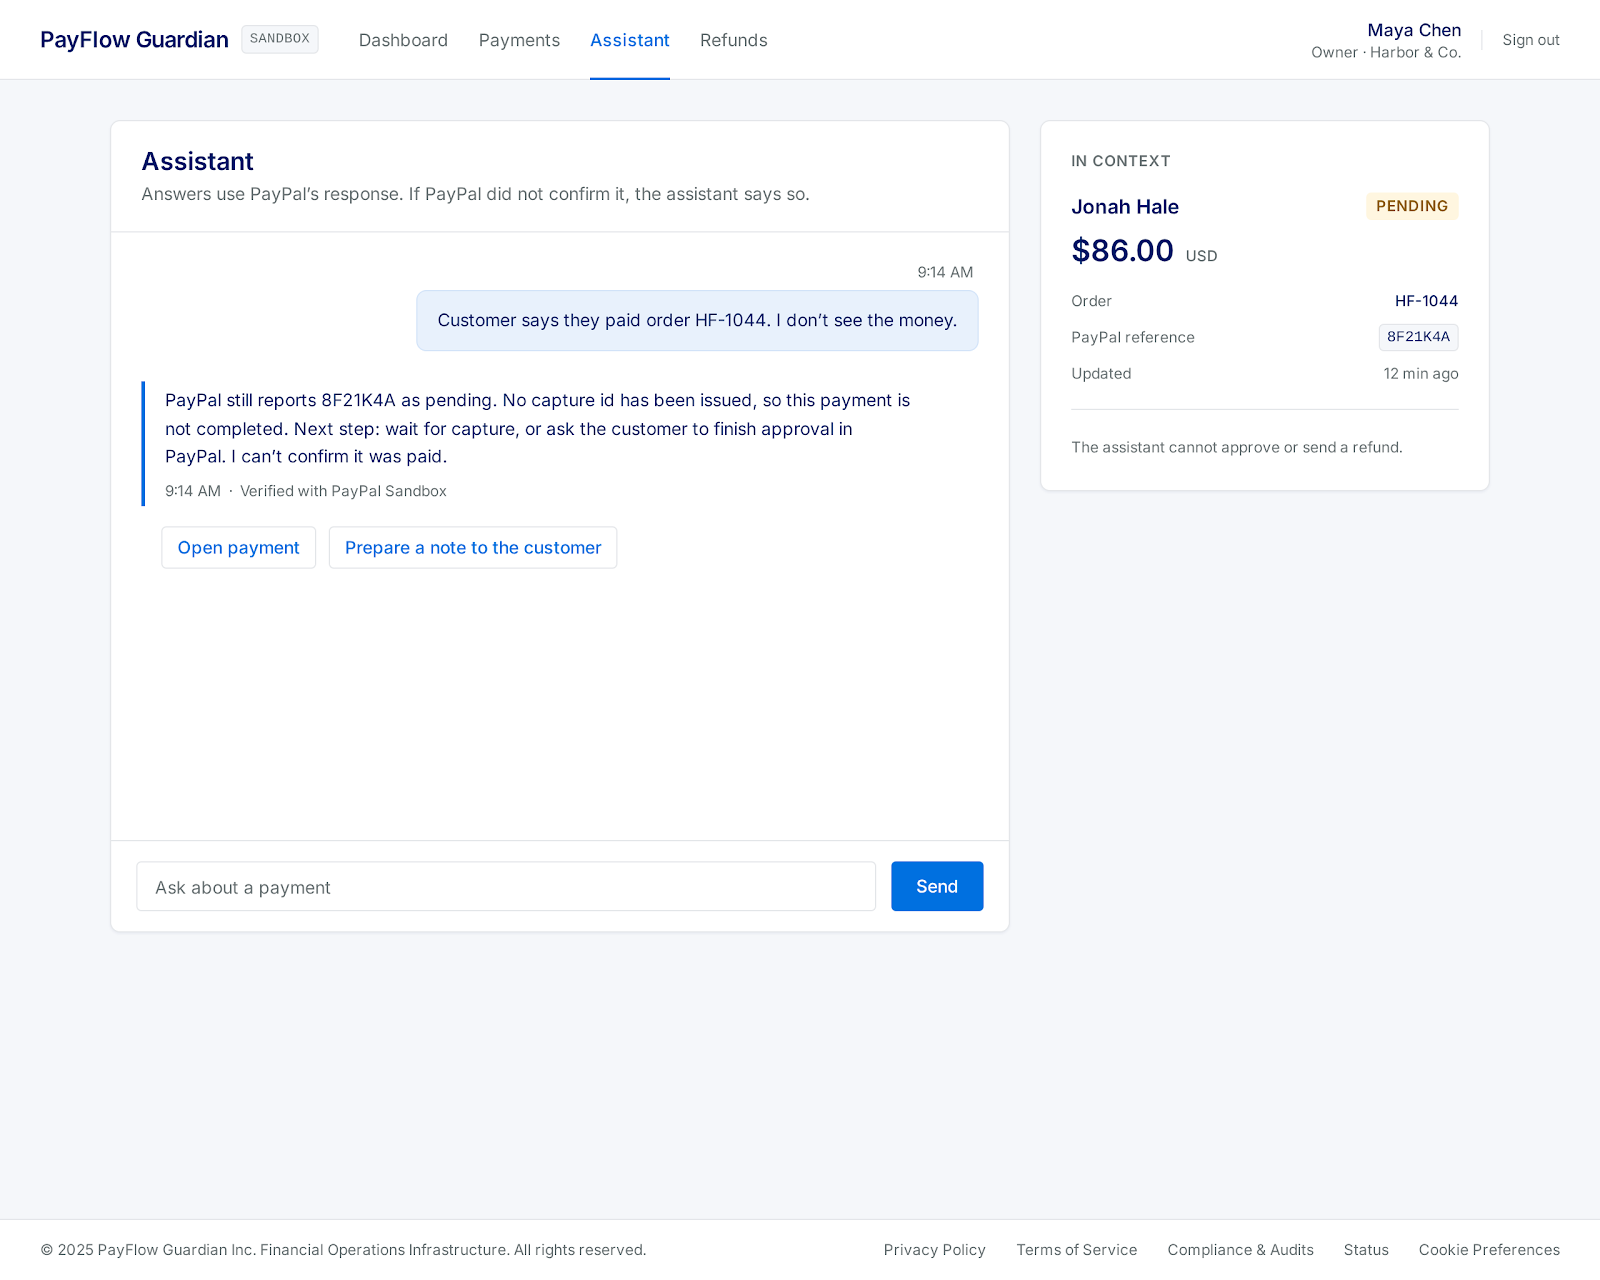 PayFlow Guardian
SANDBOX
Dashboard
Payments
Assistant
Refunds
Maya Chen
Owner · Harbor & Co.
Sign out
Assistant
Answers use PayPal’s response. If PayPal did not confirm it, the assistant says so.
9:14 AM
Customer says they paid order HF-1044. I don’t see the money.
PayPal still reports 8F21K4A as pending. No capture id has been issued, so this payment is
not completed. Next step: wait for capture, or ask the customer to finish approval in
PayPal. I can’t confirm it was paid.
9:14 AM · Verified with PayPal Sandbox
Open payment
Prepare a note to the customer
Ask about a payment
Send
IN CONTEXT
Jonah Hale
PENDING
$86.00 USD
Order
HF-1044
PayPal reference
8F21K4A
Updated
12 min ago
The assistant cannot approve or send a refund.
© 2025 PayFlow Guardian Inc. Financial Operations Infrastructure. All rights reserved.
Privacy Policy
Terms of Service
Compliance & Audits
Status
Cookie Preferences